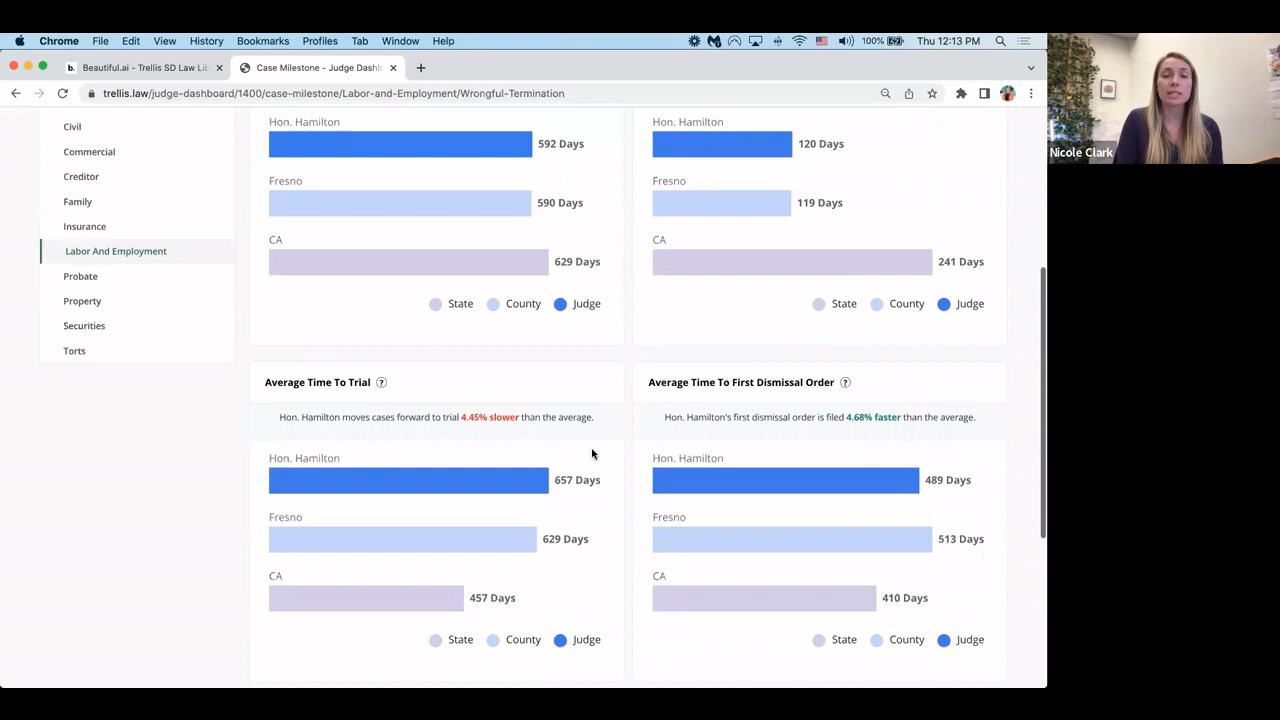 Chrome File Edit View History Bookmarks Profiles Tab Window Help 100% Thu 12:13 PM
b. Beautiful.ai - Trellis SD Law Lib × Case Milestone - Judge Dashb × +
trellis.law/judge-dashboard/1400/case-milestone/Labor-and-Employment/Wrongful-Termination
Nicole Clark
Civil
Commercial
Creditor
Family
Insurance
Labor And Employment
Probate
Property
Securities
Torts
Hon. Hamilton
592 Days
Fresno
590 Days
CA
629 Days
State County Judge
Hon. Hamilton
120 Days
Fresno
119 Days
CA
241 Days
State County Judge
Average Time To Trial ?
Hon. Hamilton moves cases forward to trial 4.45% slower than the average.
Hon. Hamilton
657 Days
Fresno
629 Days
CA
457 Days
State County Judge
Average Time To First Dismissal Order ?
Hon. Hamilton's first dismissal order is filed 4.68% faster than the average.
Hon. Hamilton
489 Days
Fresno
513 Days
CA
410 Days
State County Judge